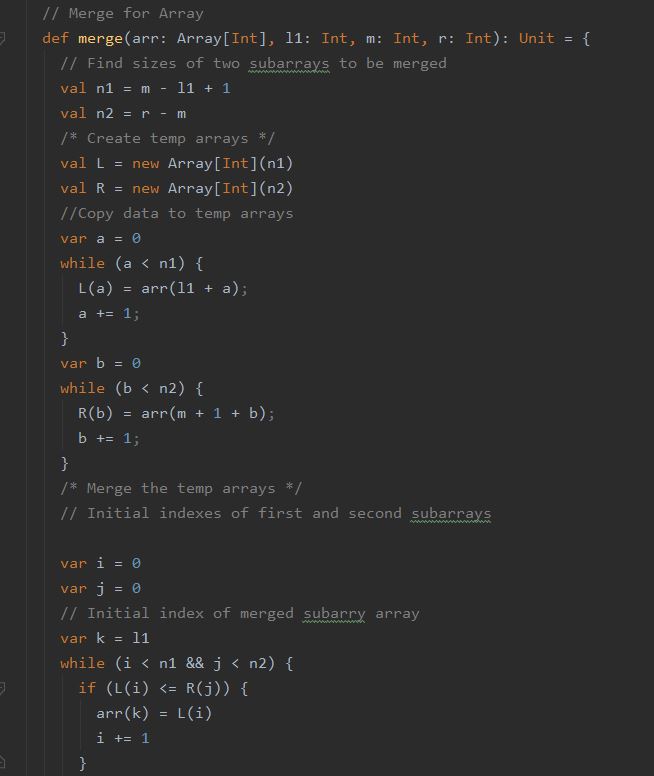 // Merge for Array
def merge(arr: Array[Int], l1: Int, m: Int, r: Int): Unit = {
// Find sizes of two subarrays to be merged
val n1 = m - l1 + 1
val n2 = r - m
/* Create temp arrays */
val L = new Array[Int](n1)
val R = new Array[Int](n2)
//Copy data to temp arrays
var a = 0
while (a < n1) {
L(a) = arr(l1 + a);
a += 1;
}
var b = 0
while (b < n2) {
R(b) = arr(m + 1 + b);
b += 1;
}
/* Merge the temp arrays */
// Initial indexes of first and second subarrays
var i = 0
var j = 0
// Initial index of merged subarry array
var k = l1
while (i < n1 && j < n2) {
if (L(i) <= R(j)) {
arr(k) = L(i)
i += 1
}